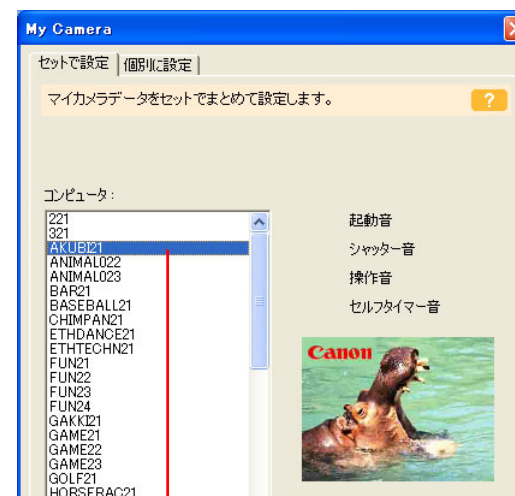 My Camera
セットで設定 個別に設定
マイカメラデータをセットでまとめて設定します。 ?
コンピュータ:
221
321
AKUBI21
ANIMAL022
ANIMAL023
BAR21
BASEBALL21
CHIMPAN21
ETHDANCE21
ETHTECHN21
FUN21
FUN22
FUN23
FUN24
GAKKI21
GAME21
GAME22
GAME23
GOLF21
HORSERAC21
起動音
シャッター音
操作音
セルフタイマー音
Canon